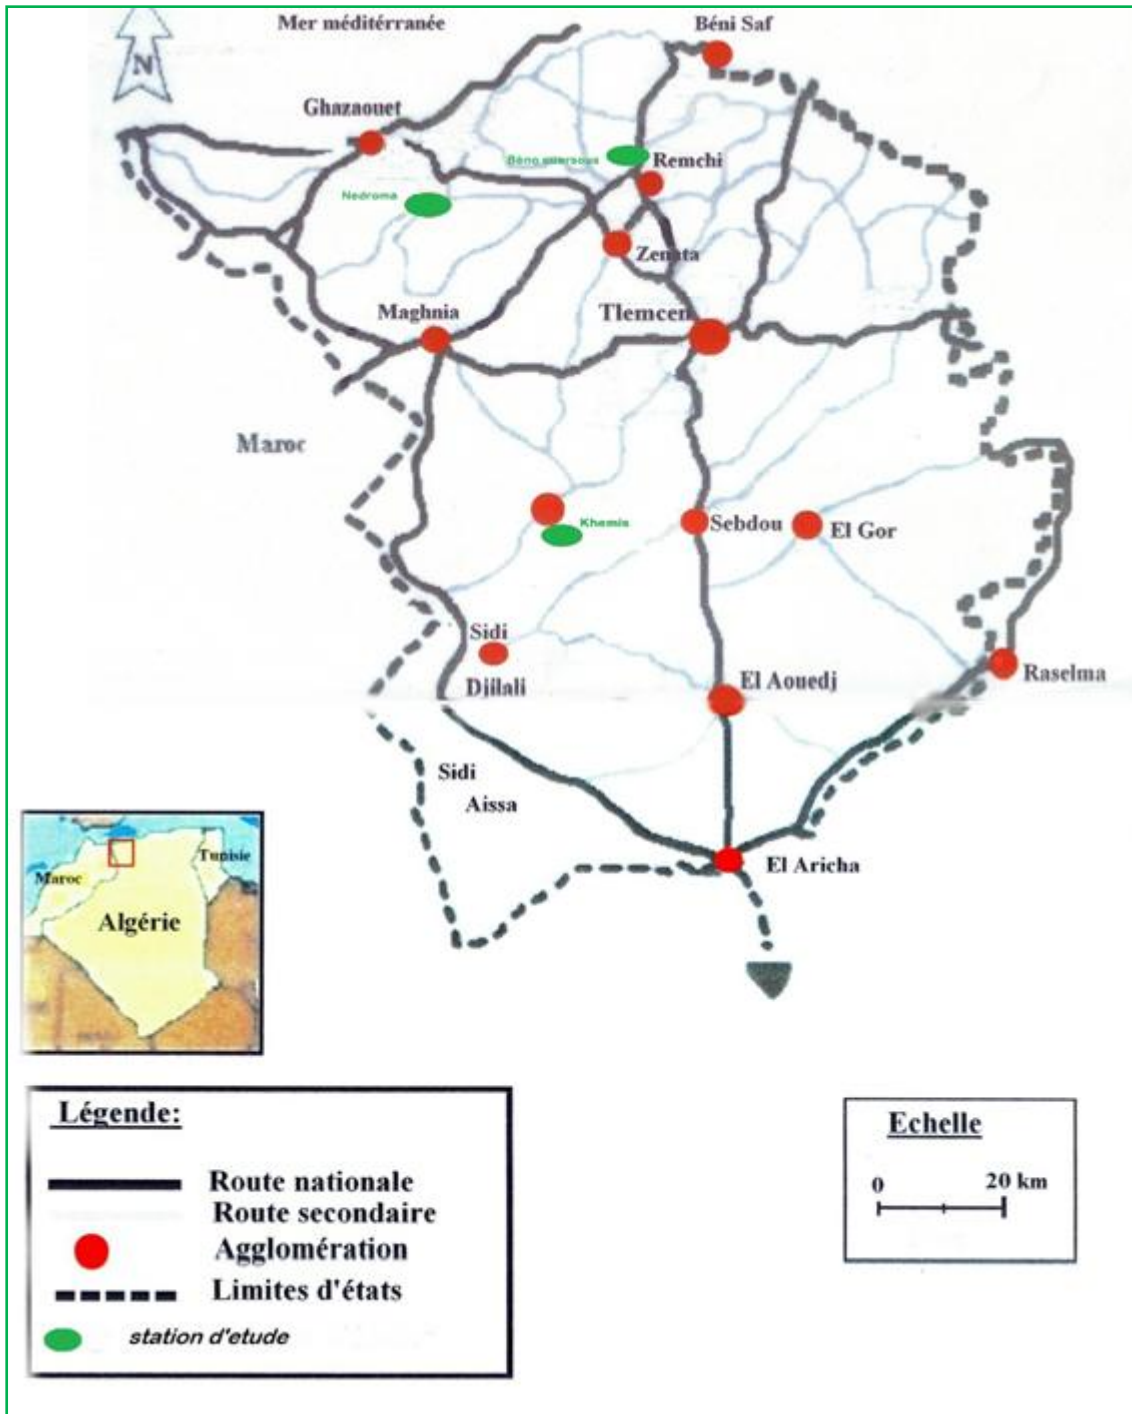 Mer méditérranée
Béni Saf
N
Ghazaouet
Béno ouarsous
Remchi
Nedroma
Zenata
Maghnia
Tlemcen
Maroc
Khemis
Sebdou
El Gor
Sidi
Djilali
El Aouedj
Raselma
Sidi
Aissa
El Aricha
Tunisie
Maroc
Algérie
Légende:
Route nationale
Route secondaire
Agglomération
Limites d'états
station d'etude
Echelle
0
20 km